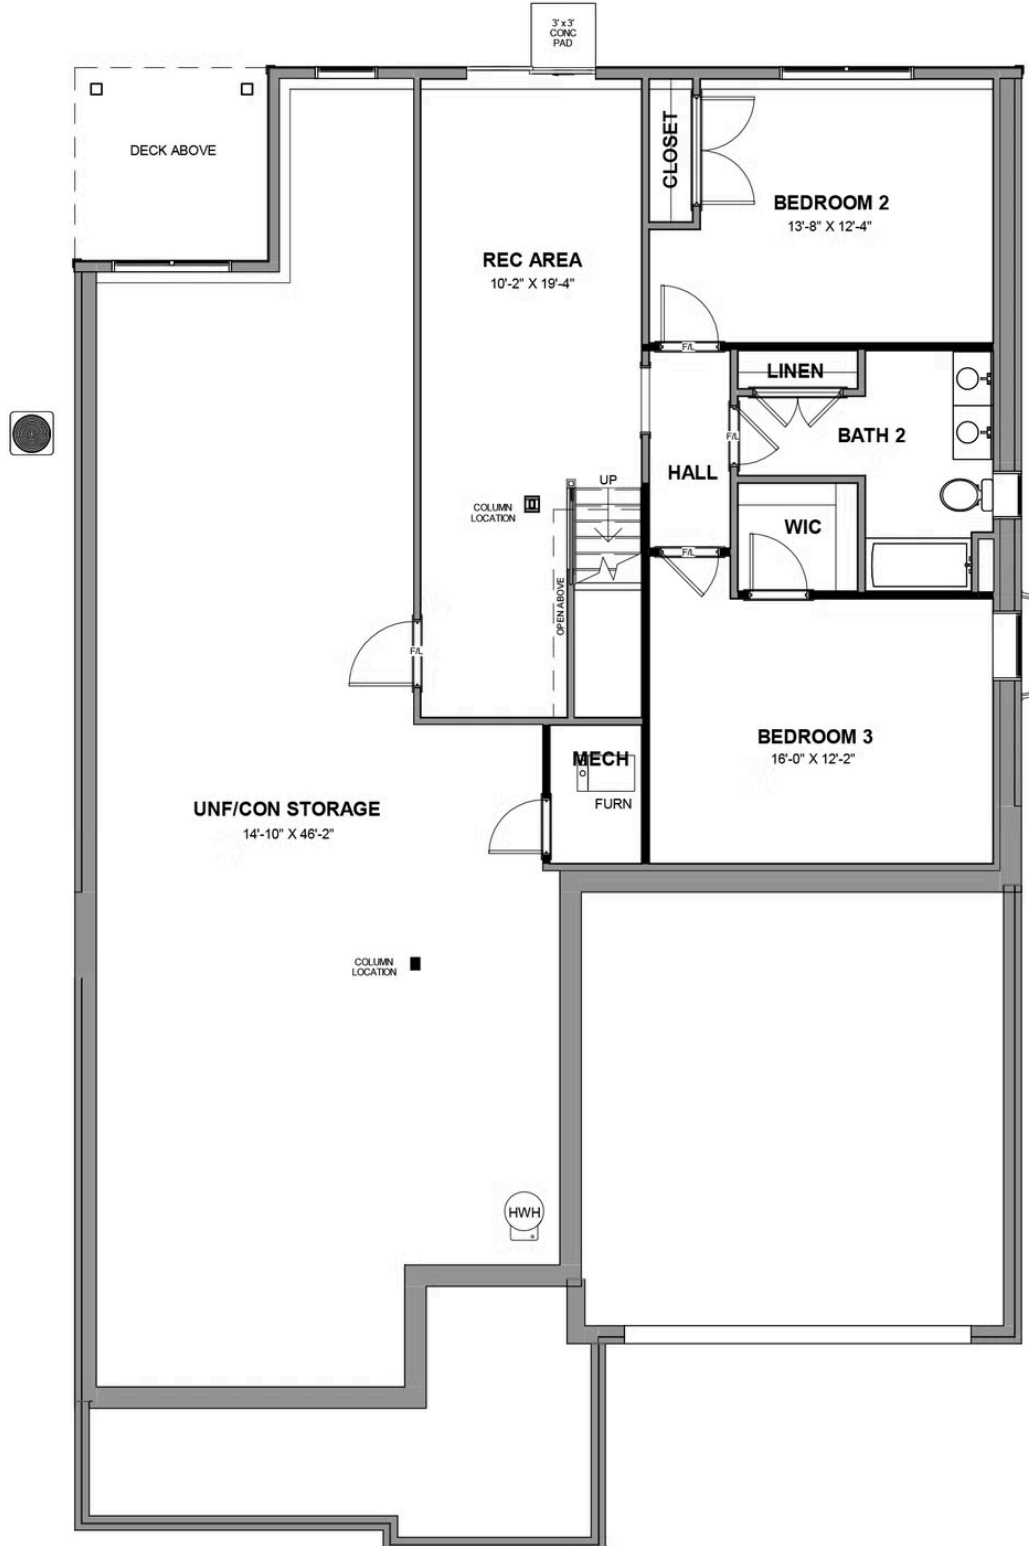 3' x 3'
CONC
PAD
DECK ABOVE
CLOSET
BEDROOM 2
13'-8" X 12'-4"
REC AREA
10'-2" X 19'-4"
F/L
LINEN
BATH 2
F/L
HALL
UP
COLUMN
LOCATION
WIC
F/L
OPEN ABOVE
F/L
BEDROOM 3
16'-0" X 12'-2"
MECH
FURN
UNF/CON STORAGE
14'-10" X 46'-2"
COLUMN
LOCATION
HWH